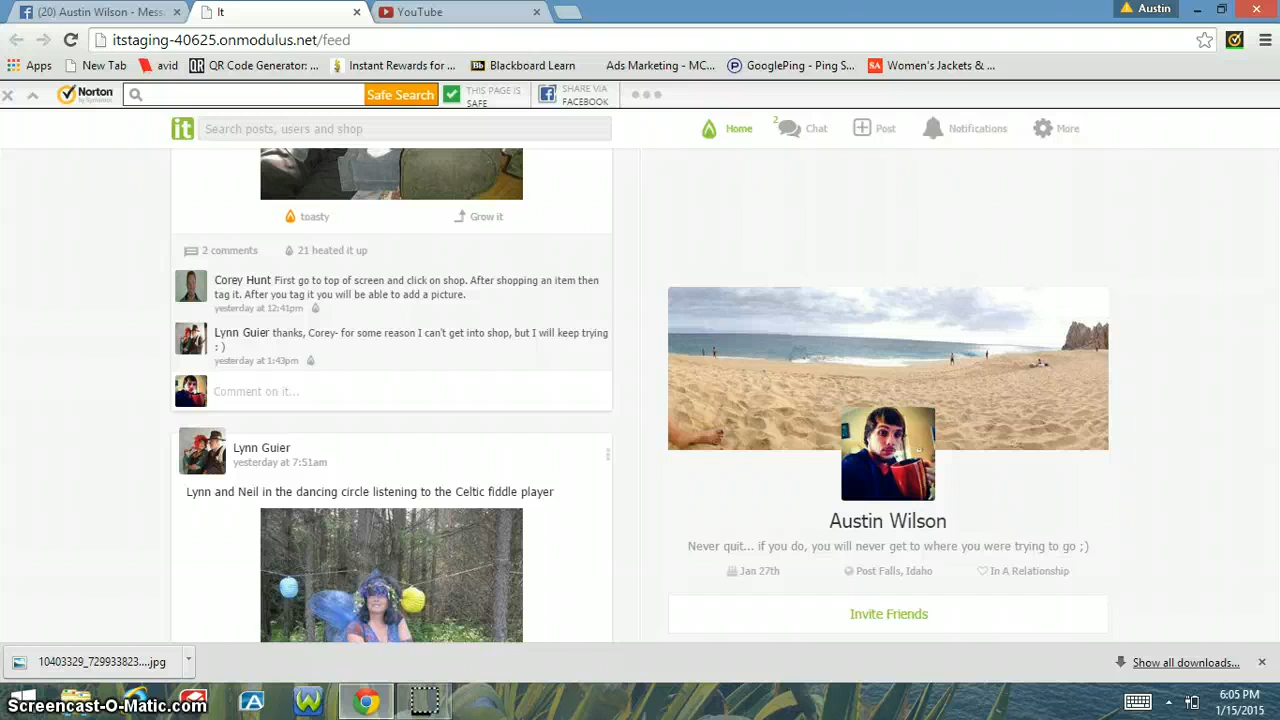 (20) Austin Wilson - Mess
It
YouTube
Austin
itstaging-40625.onmodulus.net/feed
Apps
New Tab
avid
QR Code Generator: ...
Instant Rewards for ...
Bb
Blackboard Learn
Ads Marketing - MC...
GooglePing - Ping S...
SA
Women's Jackets & ...
Norton
by Symantec
Safe Search
THIS PAGE IS
SAFE
SHARE VIA
FACEBOOK
it
Search posts, users and shop
Home
2
Chat
Post
Notifications
More
toasty
Grow it
2 comments
21 heated it up
Corey Hunt First go to top of screen and click on shop. After shopping an item then
tag it. After you tag it you will be able to add a picture.
yesterday at 12:41pm
Lynn Guier thanks, Corey- for some reason I can't get into shop, but I will keep trying
: )
yesterday at 1:43pm
Comment on it...
Lynn Guier
yesterday at 7:51am
Lynn and Neil in the dancing circle listening to the Celtic fiddle player
Austin Wilson
Never quit... if you do, you will never get to where you were trying to go ;)
Jan 27th
Post Falls, Idaho
In A Relationship
Invite Friends
10403329_729933823....jpg
Show all downloads...
Screencast-O-Matic.com
6:05 PM
1/15/2015